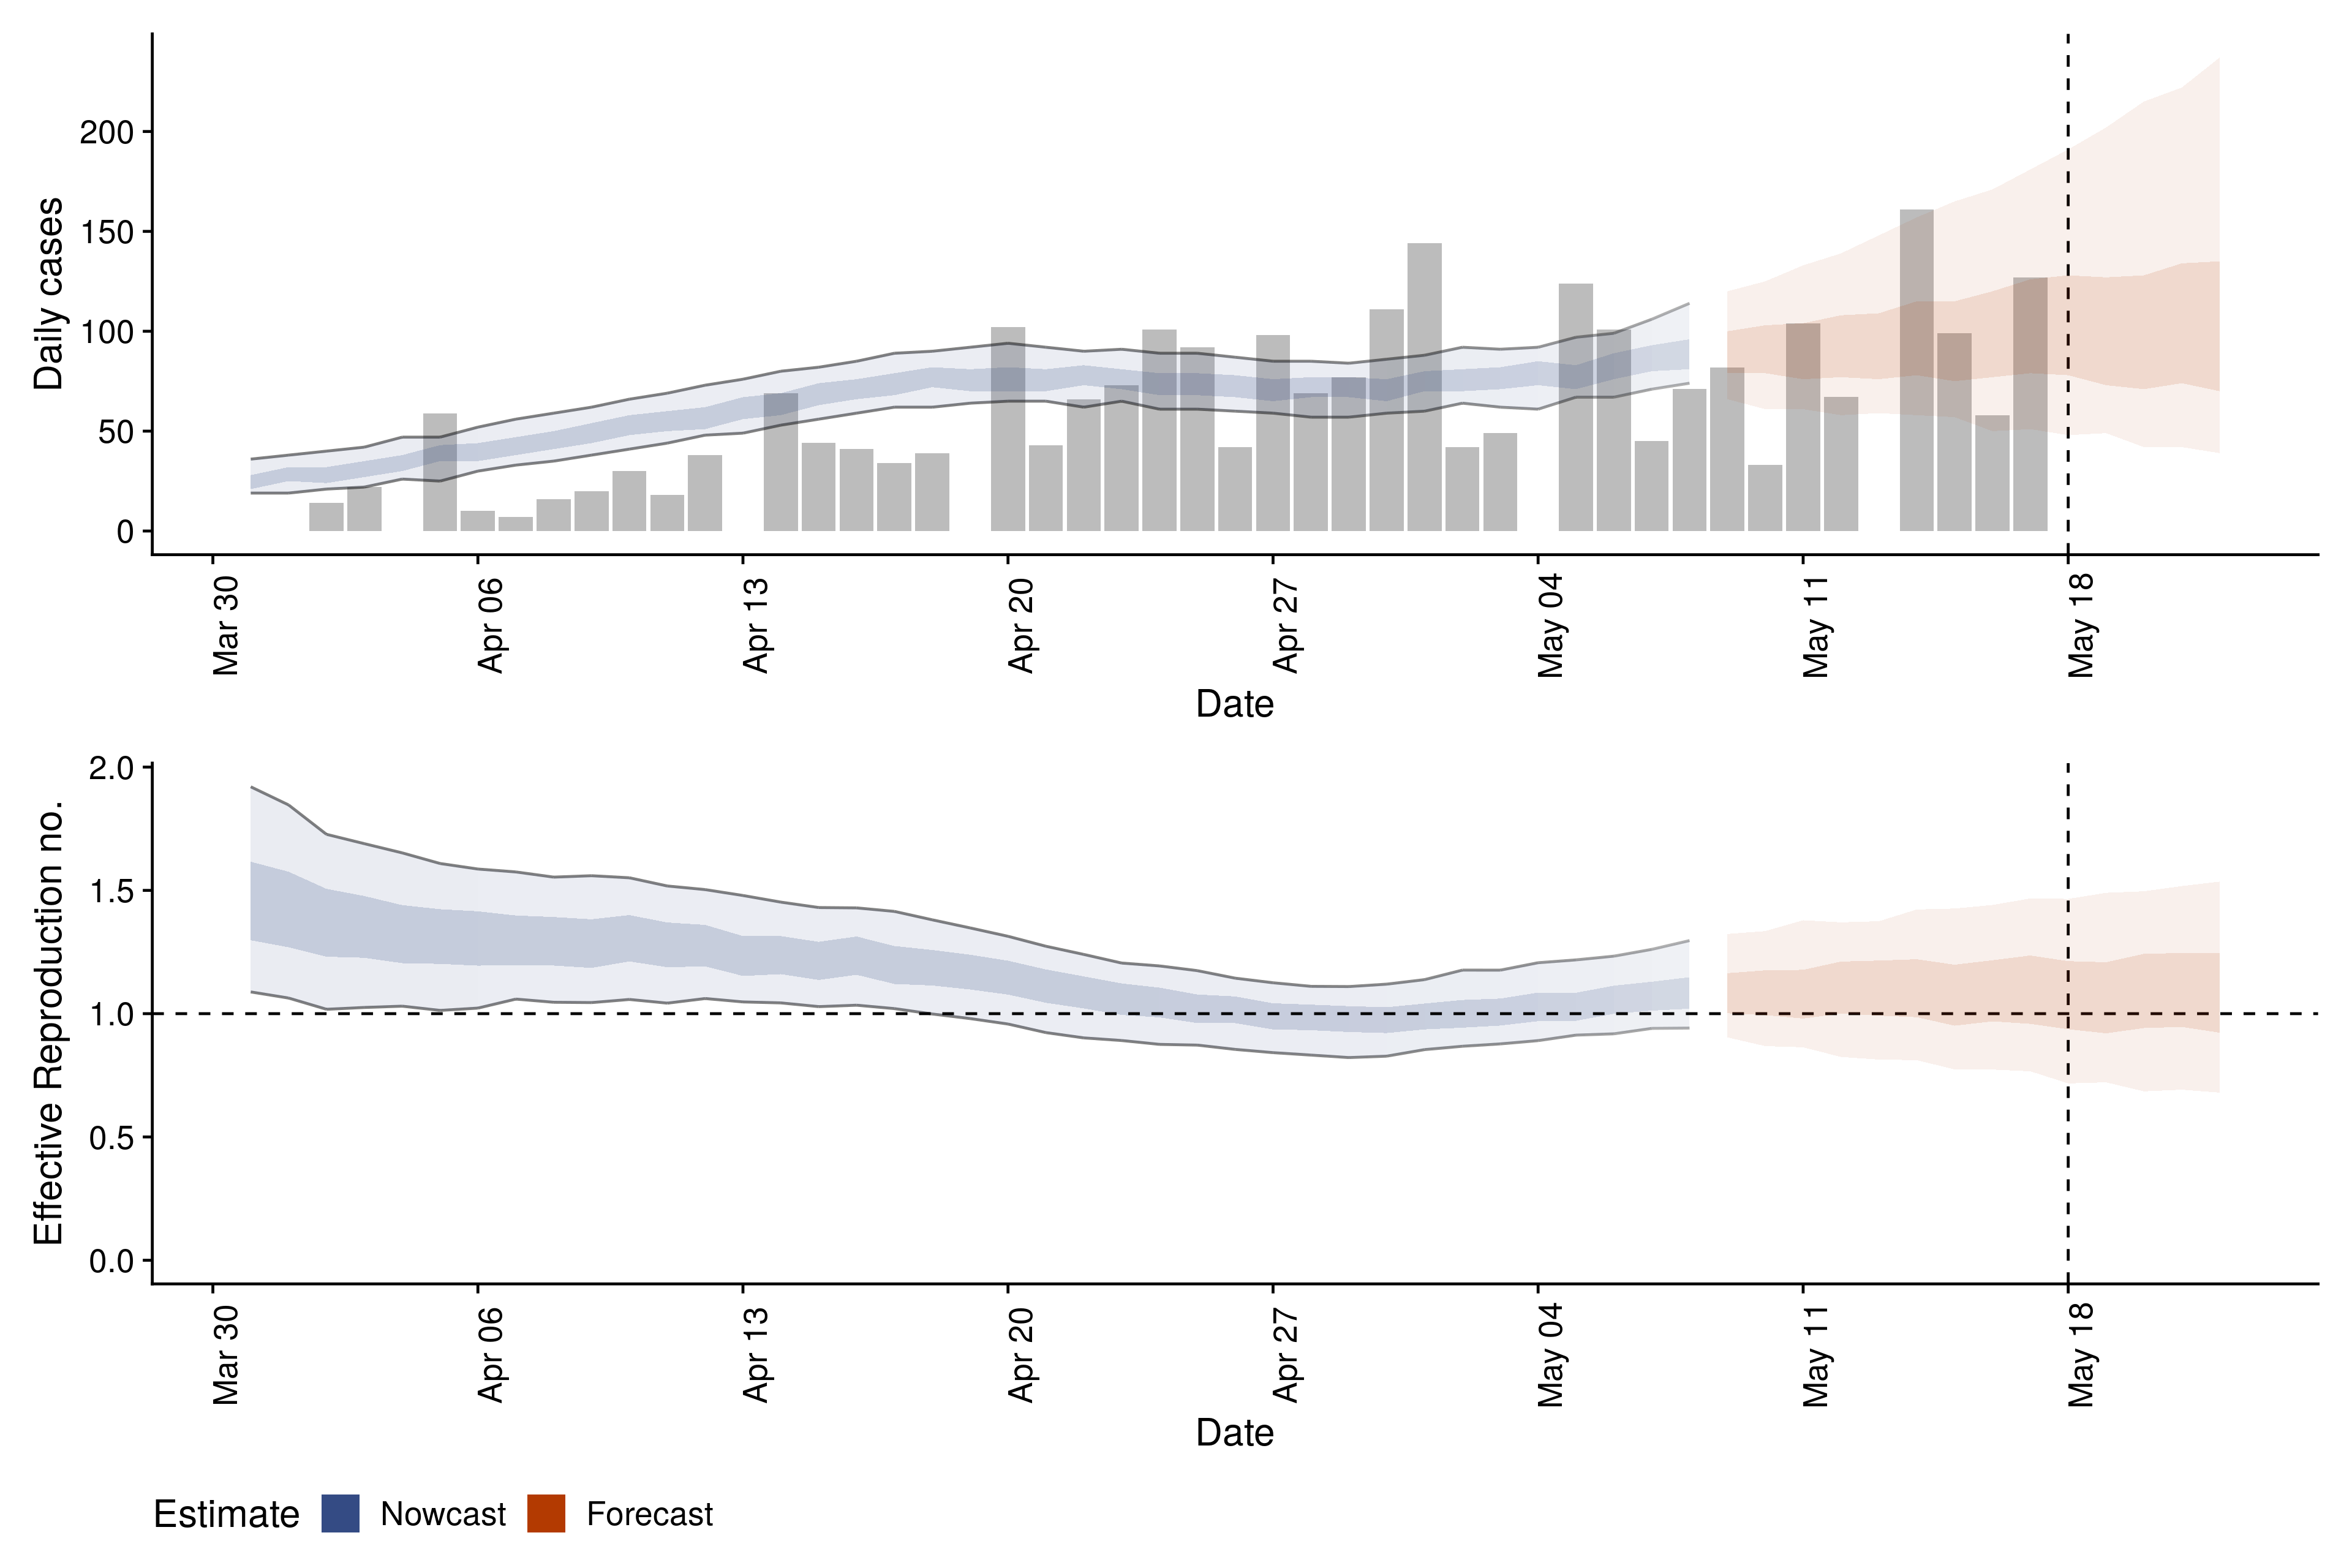 Daily cases
200
150
100
50
0
Mar 30
Apr 06
Apr 13
Apr 20
Apr 27
May 04
May 11
May 18
Date
Effective Reproduction no.
2.0
1.5
1.0
0.5
0.0
Mar 30
Apr 06
Apr 13
Apr 20
Apr 27
May 04
May 11
May 18
Date
Estimate Nowcast Forecast